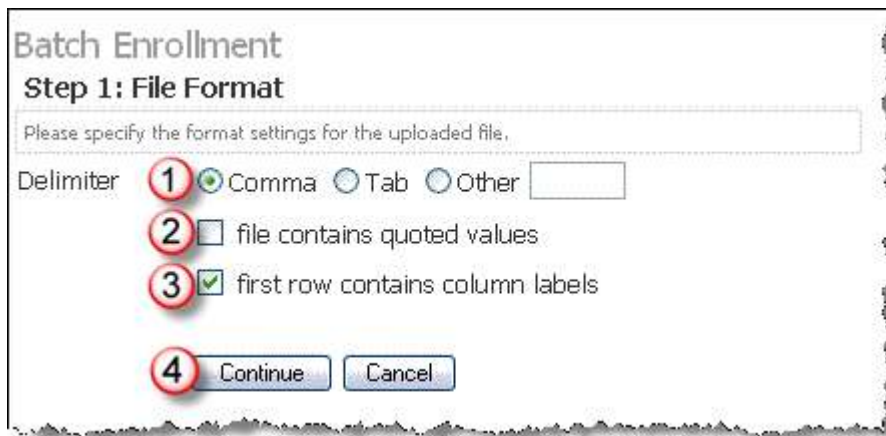 Batch Enrollment
Step 1: File Format
Please specify the format settings for the uploaded file.
Delimiter 1 Comma Tab Other
2 file contains quoted values
3 first row contains column labels
4 Continue Cancel